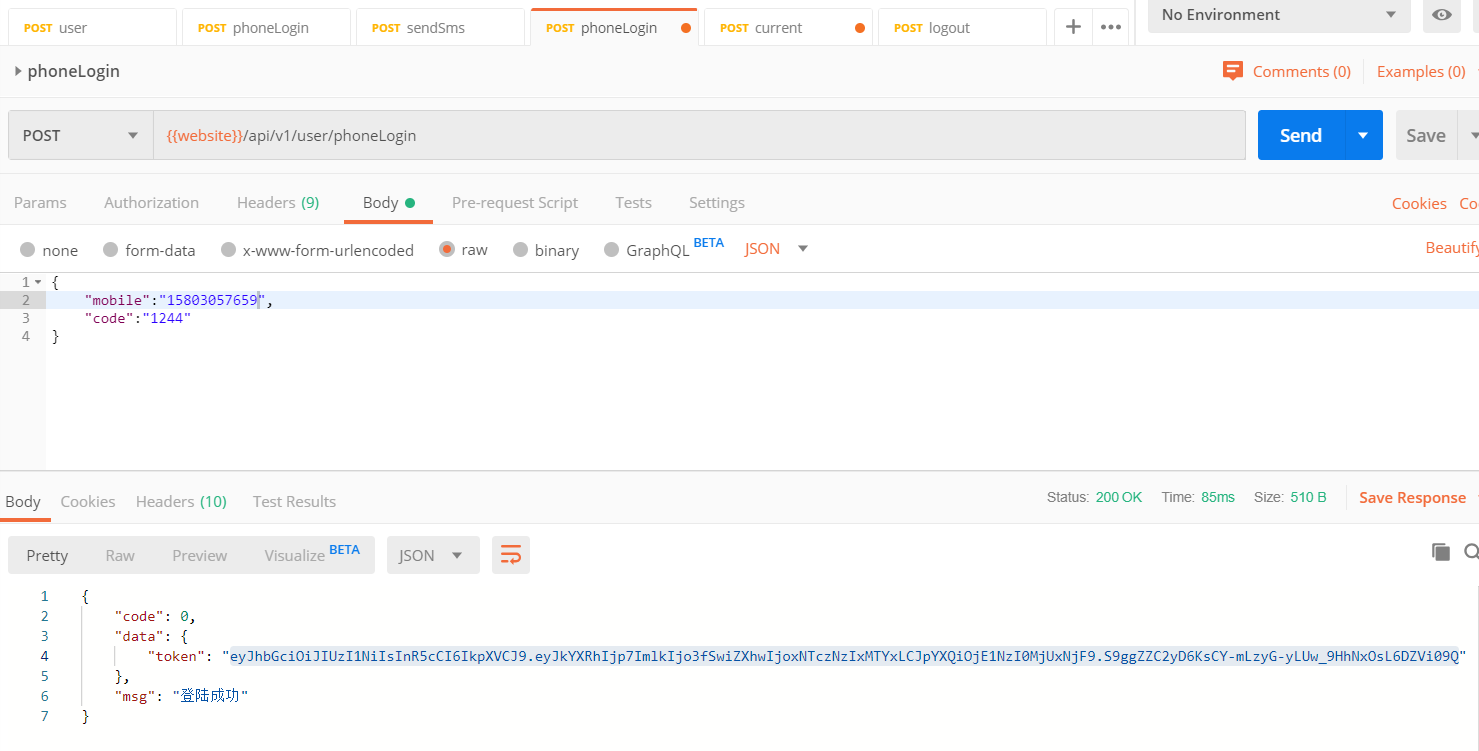 POST user POST phoneLogin POST sendSms POST phoneLogin POST current POST logout No Environment
phoneLogin Comments (0) Examples (0)
POST {{website}}/api/v1/user/phoneLogin Send Save
Params Authorization Headers (9) Body Pre-request Script Tests Settings Cookies Co
none form-data x-www-form-urlencoded raw binary GraphQL BETA JSON Beautify
1 {
2 "mobile":"15803057659",
3 "code":"1244"
4 }
Body Cookies Headers (10) Test Results Status: 200 OK Time: 85ms Size: 510 B Save Response
Pretty Raw Preview Visualize BETA JSON
1 {
2 "code": 0,
3 "data": {
4 "token": "eyJhbGciOiJIUzI1NiIsInR5cCI6IkpXVCJ9.eyJkYXRhIjp7ImlkIjo3fSwiZXhwIjoxNTczNzIxMTYxLCJpYXQiOjE1NzI0MjUxNjF9.S9ggZZC2yD6KsCY-mLzyG-yLUw_9HhNxOsL6DZVi09Q"
5 },
6 "msg": "登陆成功"
7 }